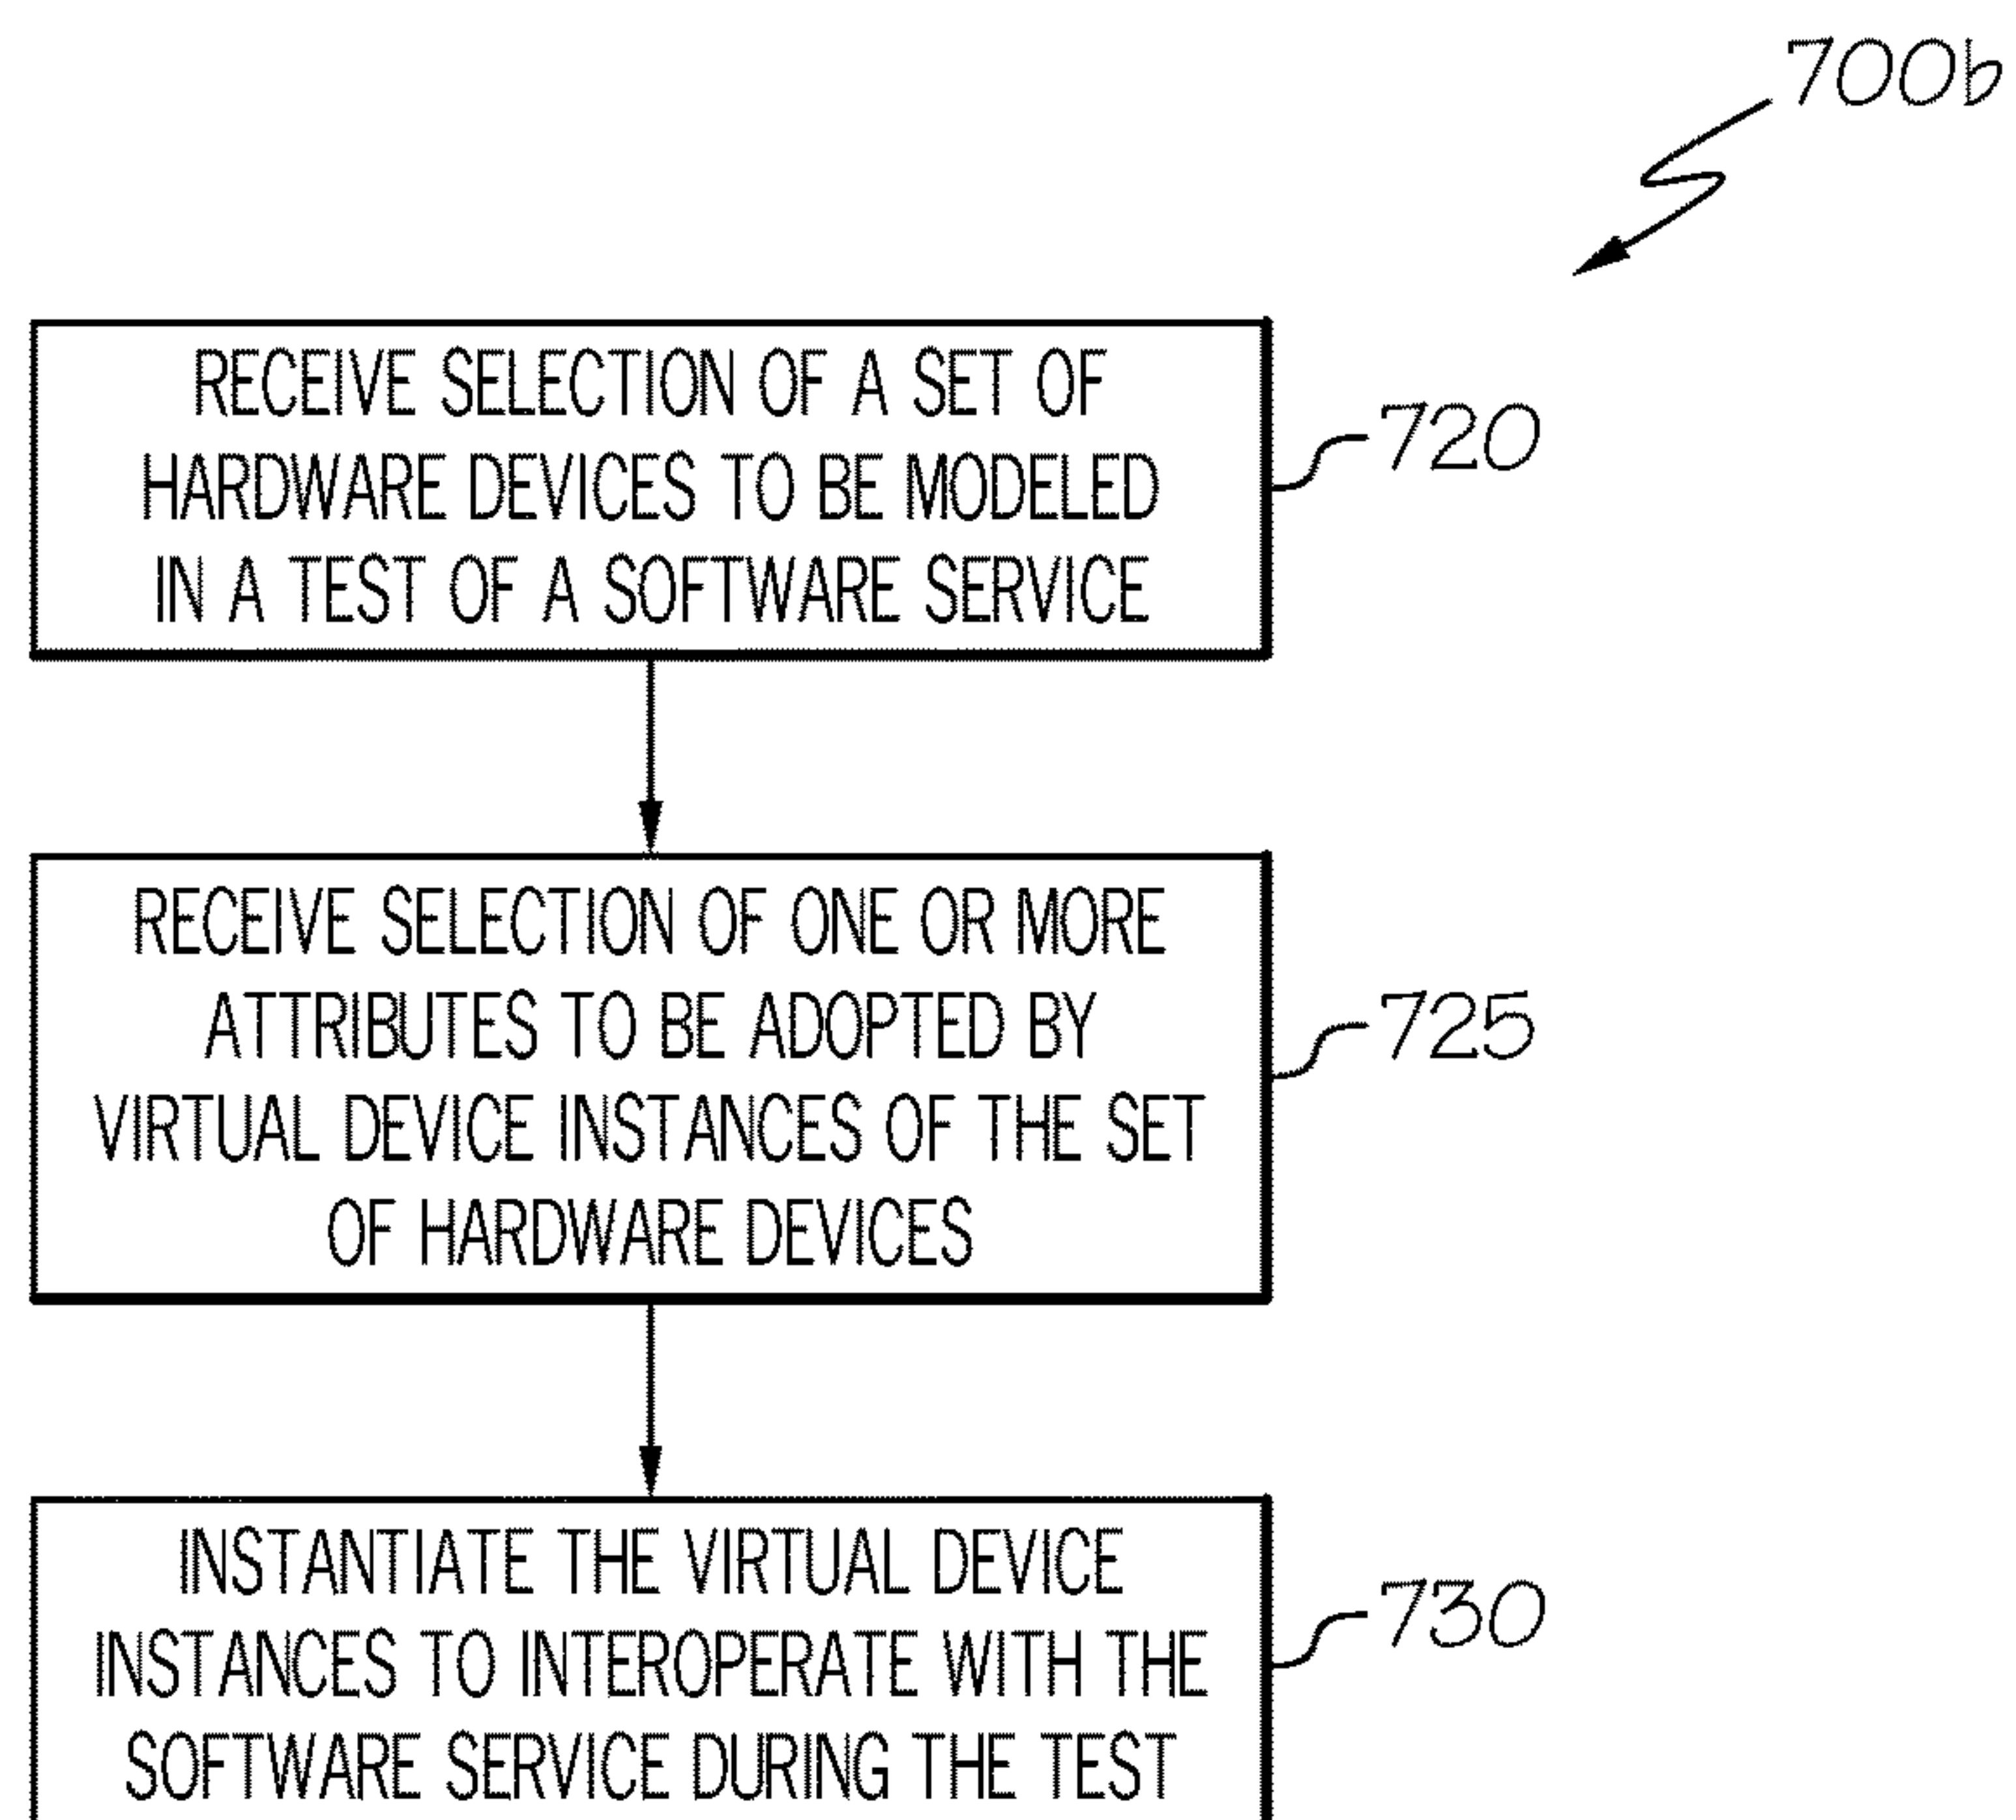 700b
RECEIVE SELECTION OF A SET OF
HARDWARE DEVICES TO BE MODELED
IN A TEST OF A SOFTWARE SERVICE
720
RECEIVE SELECTION OF ONE OR MORE
ATTRIBUTES TO BE ADOPTED BY
VIRTUAL DEVICE INSTANCES OF THE SET
OF HARDWARE DEVICES
725
INSTANTIATE THE VIRTUAL DEVICE
INSTANCES TO INTEROPERATE WITH THE
SOFTWARE SERVICE DURING THE TEST
730